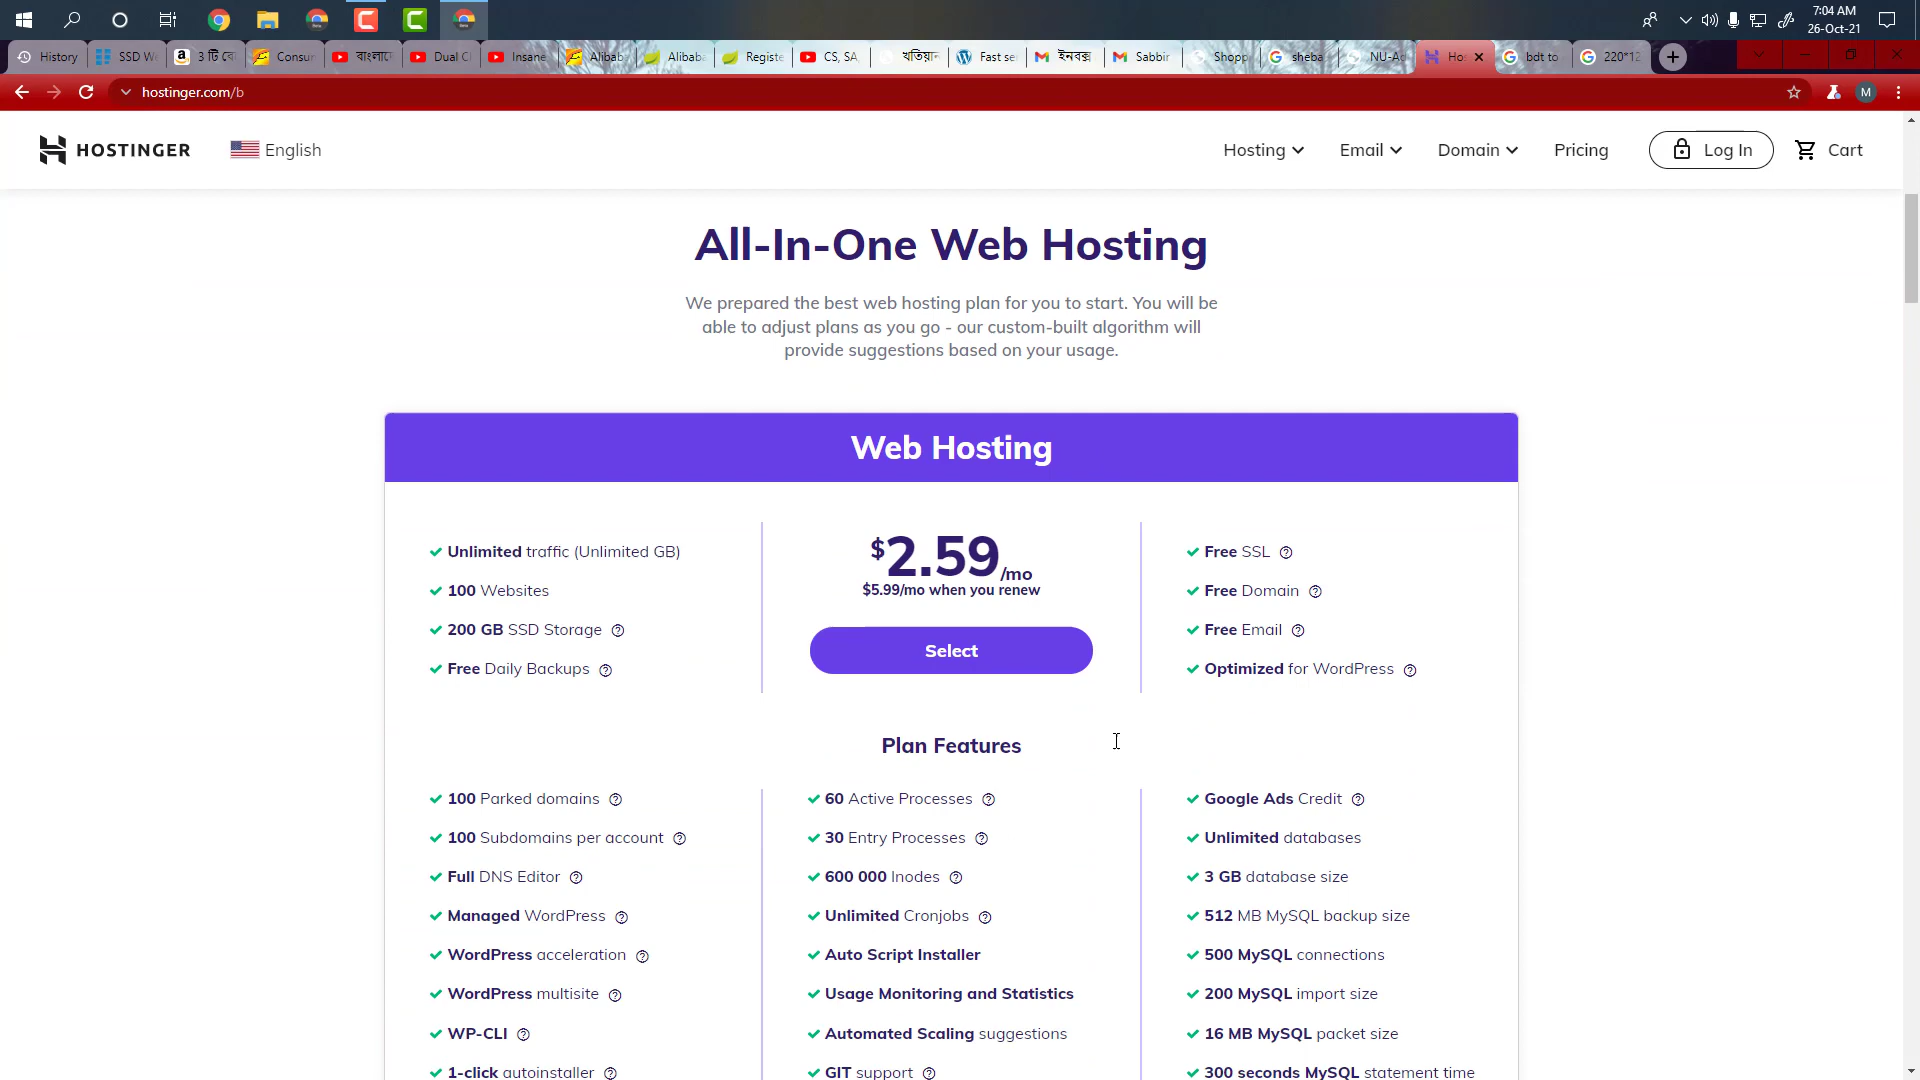 7:04 AM
26-Oct-21
History
SSD W
3 টি বে
Consum
বাংলাদে
Dual C
Insane
Alibab
Alibaba
Registe
CS, SA
খতিয়ান
Fast se
ইনবক্স
Sabbir
Shopp
sheba
NU-Ad
Hos
bdt to
220*12
hostinger.com/b
M
HOSTINGER
English
Hosting
Email
Domain
Pricing
Log In
Cart
All-In-One Web Hosting
We prepared the best web hosting plan for you to start. You will be
able to adjust plans as you go - our custom-built algorithm will
provide suggestions based on your usage.
Web Hosting
Unlimited traffic (Unlimited GB)
100 Websites
200 GB SSD Storage
Free Daily Backups
$2.59/mo
$5.99/mo when you renew
Select
Free SSL
Free Domain
Free Email
Optimized for WordPress
Plan Features
100 Parked domains
100 Subdomains per account
Full DNS Editor
Managed WordPress
WordPress acceleration
WordPress multisite
WP-CLI
1-click autoinstaller
60 Active Processes
30 Entry Processes
600 000 Inodes
Unlimited Cronjobs
Auto Script Installer
Usage Monitoring and Statistics
Automated Scaling suggestions
GIT support
Google Ads Credit
Unlimited databases
3 GB database size
512 MB MySQL backup size
500 MySQL connections
200 MySQL import size
16 MB MySQL packet size
300 seconds MySQL statement time